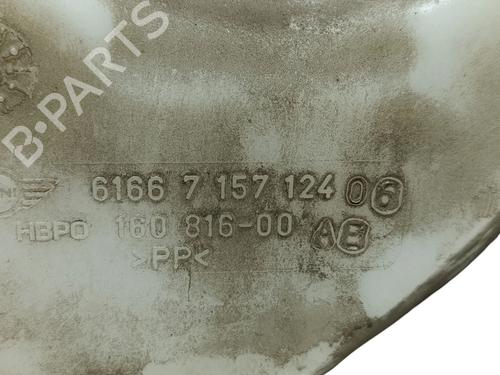 B-PARTS
6166 7 157 124 06
HBPO 160 816-00 AE
>PP<